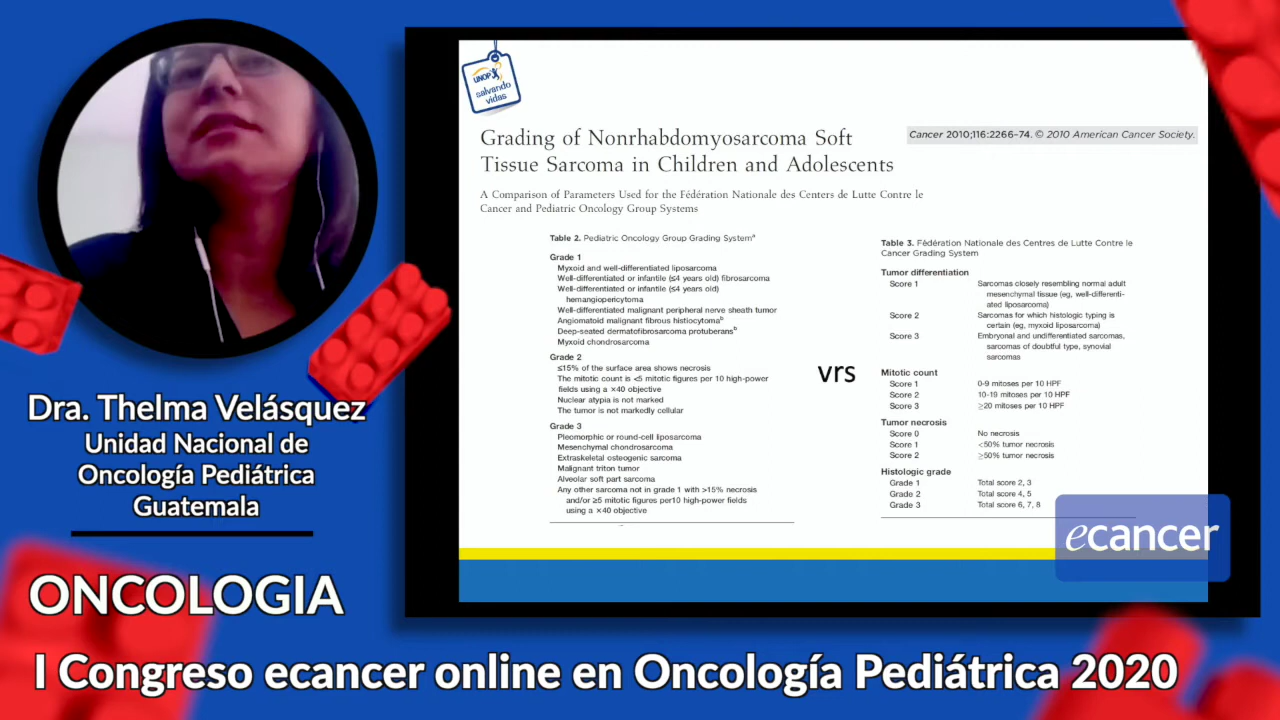 UNOP
salvando
vidas
Grading of Nonrhabdomyosarcoma Soft
Tissue Sarcoma in Children and Adolescents
Cancer 2010;116:2266–74. © 2010 American Cancer Society.
A Comparison of Parameters Used for the Fédération Nationale des Centers de Lutte Contre le
Cancer and Pediatric Oncology Group Systems
Table 2. Pediatric Oncology Group Grading Systemᵃ
Grade 1
Myxoid and well-differentiated liposarcoma
Well-differentiated or infantile (≤4 years old) fibrosarcoma
Well-differentiated or infantile (≤4 years old)
hemangiopericytoma
Well-differentiated malignant peripheral nerve sheath tumor
Angiomatoid malignant fibrous histiocytomaᵇ
Deep-seated dermatofibrosarcoma protuberansᵇ
Myxoid chondrosarcoma
Grade 2
≤15% of the surface area shows necrosis
The mitotic count is <5 mitotic figures per 10 high-power
fields using a ×40 objective
Nuclear atypia is not marked
The tumor is not markedly cellular
Grade 3
Pleomorphic or round-cell liposarcoma
Mesenchymal chondrosarcoma
Extraskeletal osteogenic sarcoma
Malignant triton tumor
Alveolar soft part sarcoma
Any other sarcoma not in grade 1 with >15% necrosis
and/or ≥5 mitotic figures per10 high-power fields
using a ×40 objective
vrs
Table 3. Fédération Nationale des Centres de Lutte Contre le
Cancer Grading System
Tumor differentiation
Score 1 Sarcomas closely resembling normal adult
mesenchymal tissue (eg, well-differenti-
ated liposarcoma)
Score 2 Sarcomas for which histologic typing is
certain (eg, myxoid liposarcoma)
Score 3 Embryonal and undifferentiated sarcomas,
sarcomas of doubtful type, synovial
sarcomas
Mitotic count
Score 1 0-9 mitoses per 10 HPF
Score 2 10-19 mitoses per 10 HPF
Score 3 ≥20 mitoses per 10 HPF
Tumor necrosis
Score 0 No necrosis
Score 1 <50% tumor necrosis
Score 2 ≥50% tumor necrosis
Histologic grade
Grade 1 Total score 2, 3
Grade 2 Total score 4, 5
Grade 3 Total score 6, 7, 8
ecancer
Dra. Thelma Velásquez
Unidad Nacional de
Oncología Pediátrica
Guatemala
ONCOLOGIA
I Congreso ecancer online en Oncología Pediátrica 2020